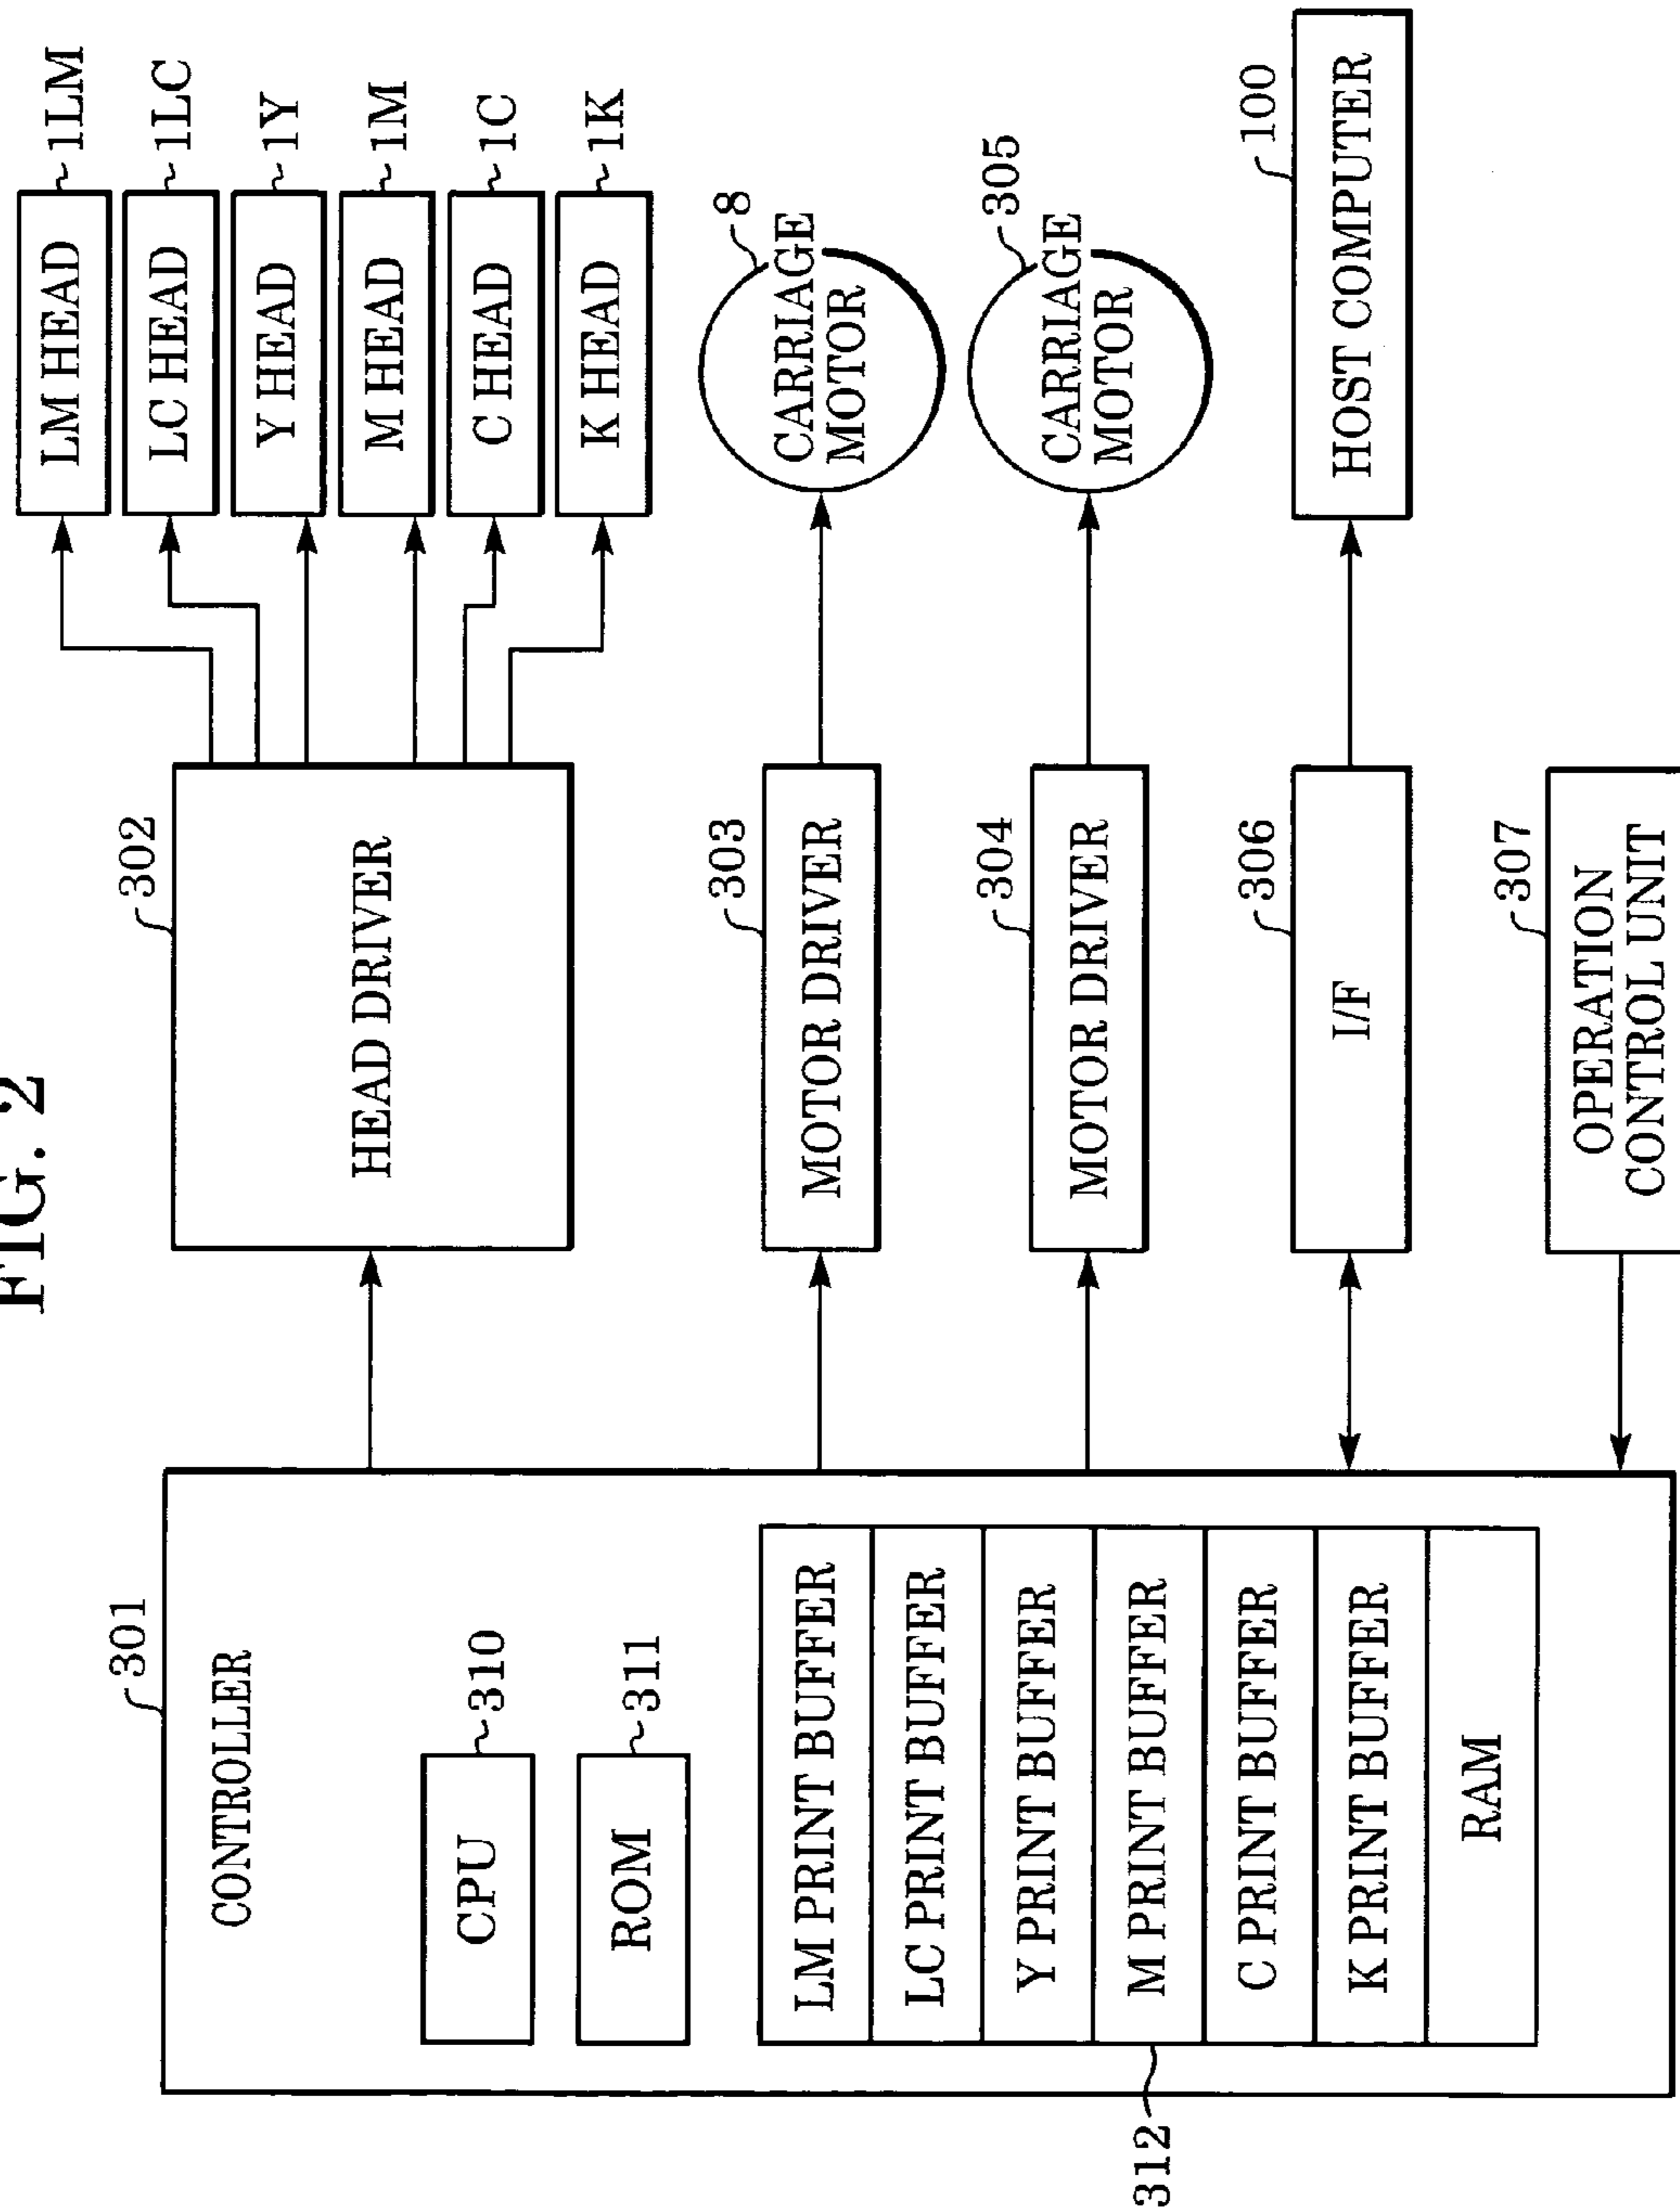 FIG. 2
301
CONTROLLER
CPU
310
ROM
311
LM PRINT BUFFER
LC PRINT BUFFER
Y PRINT BUFFER
M PRINT BUFFER
C PRINT BUFFER
K PRINT BUFFER
RAM
312
302
HEAD DRIVER
303
MOTOR DRIVER
304
MOTOR DRIVER
306
I/F
307
OPERATION
CONTROL UNIT
LM HEAD
1LM
LC HEAD
1LC
Y HEAD
1Y
M HEAD
1M
C HEAD
1C
K HEAD
1K
8
CARRIAGE
MOTOR
305
CARRIAGE
MOTOR
100
HOST COMPUTER